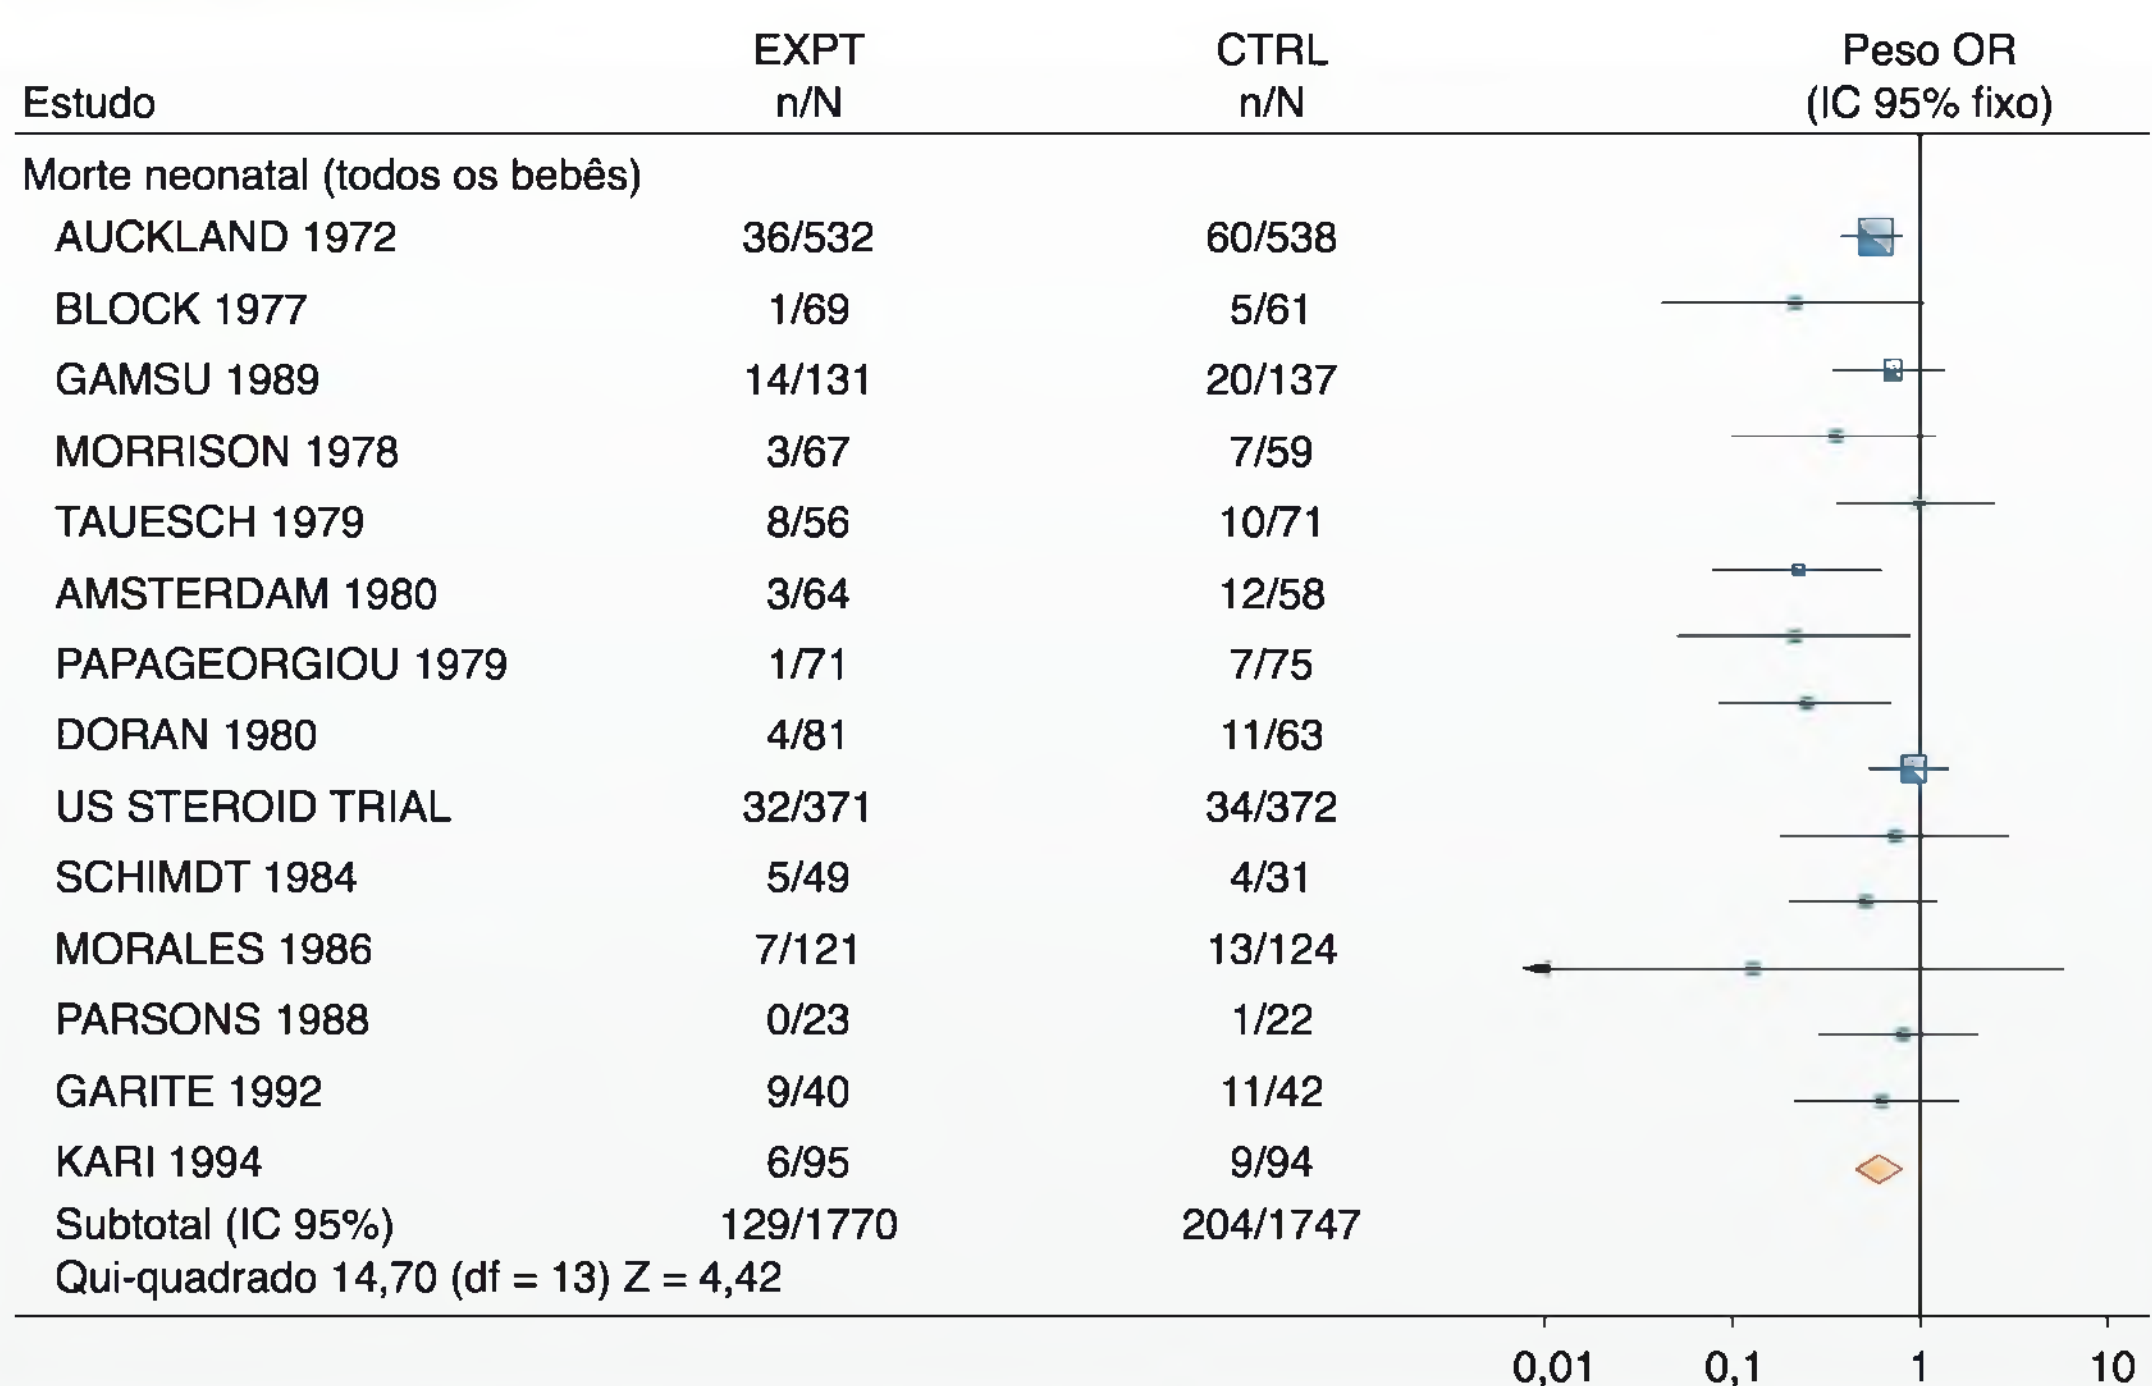 EXPT CTRL Peso OR
Estudo n/N n/N (IC 95% fixo)
Morte neonatal (todos os bebês)
AUCKLAND 1972 36/532 60/538
BLOCK 1977 1/69 5/61
GAMSU 1989 14/131 20/137
MORRISON 1978 3/67 7/59
TAUESCH 1979 8/56 10/71
AMSTERDAM 1980 3/64 12/58
PAPAGEORGIOU 1979 1/71 7/75
DORAN 1980 4/81 11/63
US STEROID TRIAL 32/371 34/372
SCHIMDT 1984 5/49 4/31
MORALES 1986 7/121 13/124
PARSONS 1988 0/23 1/22
GARITE 1992 9/40 11/42
KARI 1994 6/95 9/94
Subtotal (IC 95%) 129/1770 204/1747
Qui-quadrado 14,70 (df = 13) Z = 4,42
0,01 0,1 1 10